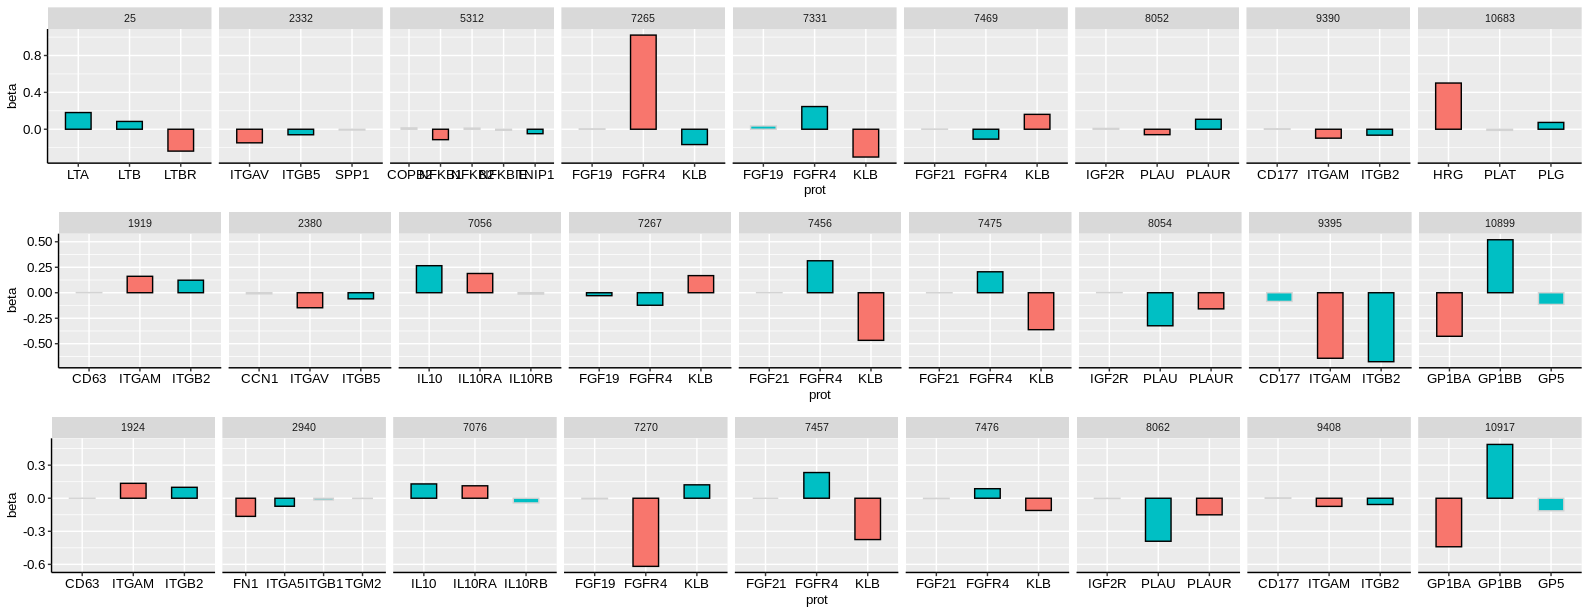 25 2332 5312 7265 7331 7469 8052 9390 10683
0.8
0.4
0.0
beta
LTA LTB LTBR ITGAV ITGB5 SPP1 COPB2 NFKB1 NFKB2 NFKBIE TNIP1 FGF19 FGFR4 KLB FGF19 FGFR4 KLB FGF21 FGFR4 KLB IGF2R PLAU PLAUR CD177 ITGAM ITGB2 HRG PLAT PLG
prot
1919 2380 7056 7267 7456 7475 8054 9395 10899
0.50
0.25
0.00
-0.25
-0.50
beta
CD63 ITGAM ITGB2 CCN1 ITGAV ITGB5 IL10 IL10RA IL10RB FGF19 FGFR4 KLB FGF21 FGFR4 KLB FGF21 FGFR4 KLB IGF2R PLAU PLAUR CD177 ITGAM ITGB2 GP1BA GP1BB GP5
prot
1924 2940 7076 7270 7457 7476 8062 9408 10917
0.3
0.0
-0.3
-0.6
beta
CD63 ITGAM ITGB2 FN1 ITGA5 ITGB1 TGM2 IL10 IL10RA IL10RB FGF19 FGFR4 KLB FGF21 FGFR4 KLB FGF21 FGFR4 KLB IGF2R PLAU PLAUR CD177 ITGAM ITGB2 GP1BA GP1BB GP5
prot